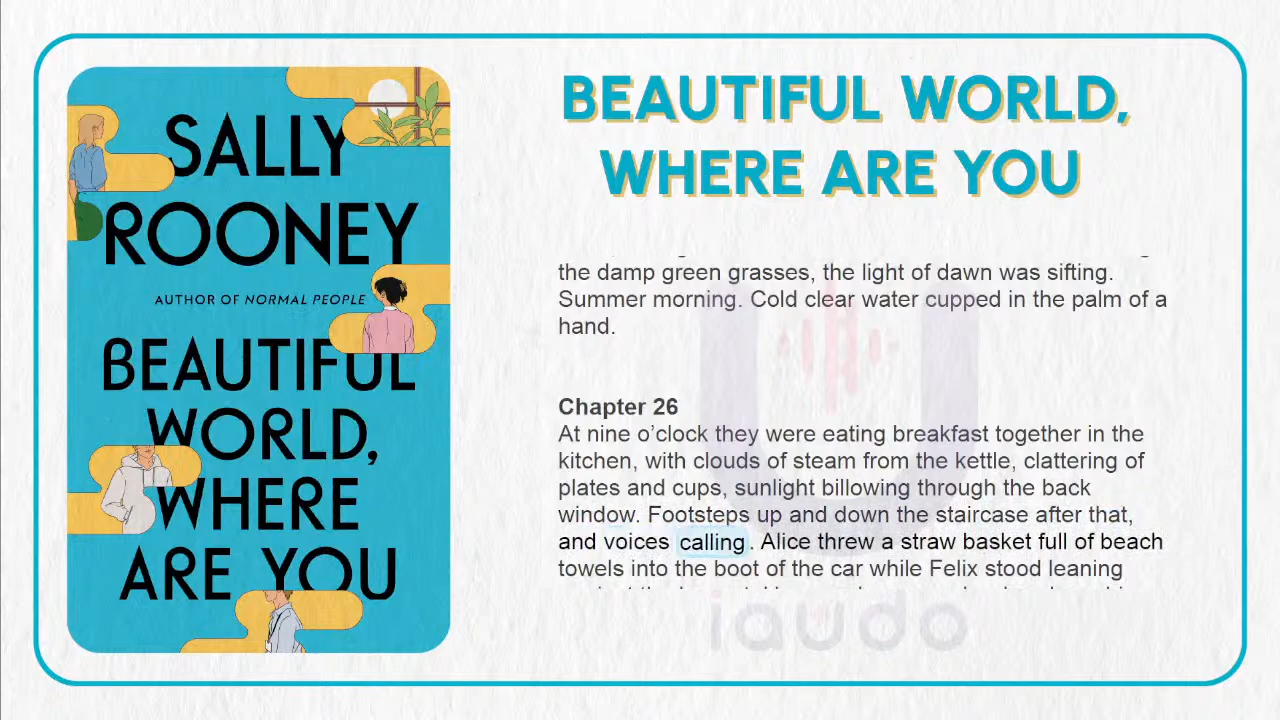 SALLY
ROONEY
AUTHOR OF NORMAL PEOPLE
BEAUTIFUL
WORLD,
WHERE
ARE YOU
BEAUTIFUL WORLD,
WHERE ARE YOU
the damp green grasses, the light of dawn was sifting.
Summer morning. Cold clear water cupped in the palm of a
hand.
Chapter 26
At nine o’clock they were eating breakfast together in the
kitchen, with clouds of steam from the kettle, clattering of
plates and cups, sunlight billowing through the back
window. Footsteps up and down the staircase after that,
and voices calling. Alice threw a straw basket full of beach
towels into the boot of the car while Felix stood leaning
iaudo